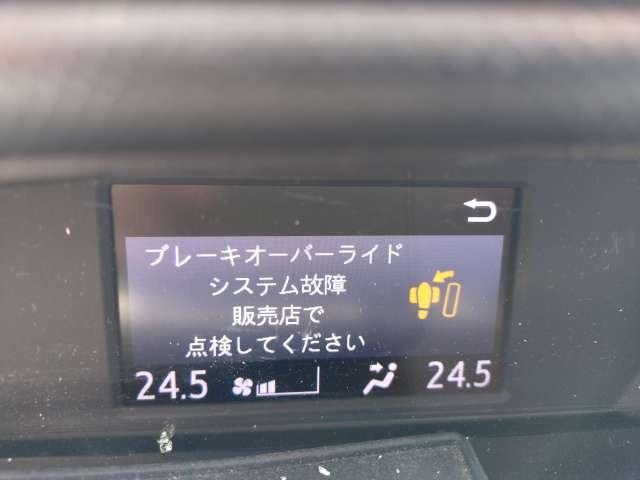 ブレーキオーバーライド
システム故障
販売店で
点検してください
24.5 24.5